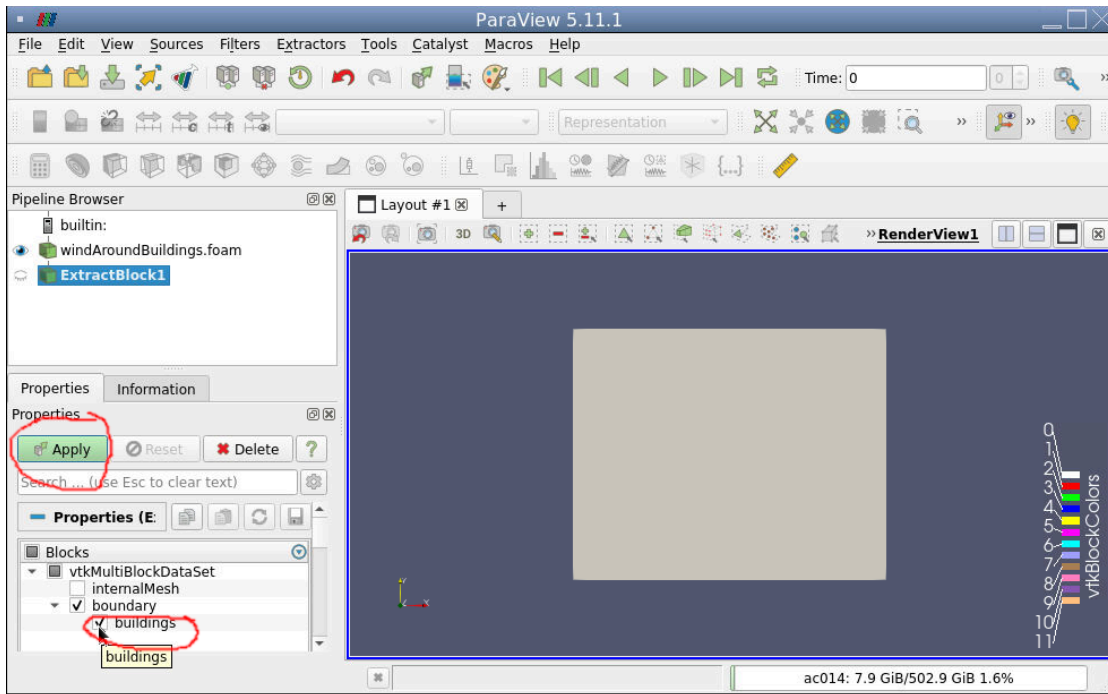 ParaView 5.11.1
File Edit View Sources Filters Extractors Tools Catalyst Macros Help
Time: 0 0
Representation
Pipeline Browser
Layout #1 +
builtin:
windAroundBuildings.foam
3D
»RenderView1
ExtractBlock1
Properties Information
Properties
Apply Reset Delete ?
Search ... (use Esc to clear text)
Properties (E:
Blocks
vtkMultiBlockDataSet
internalMesh
boundary
buildings
buildings
0
1
2
3
4
5
6
7
8
9
10
11
vtkBlockColors
Y
X
ac014: 7.9 GiB/502.9 GiB 1.6%